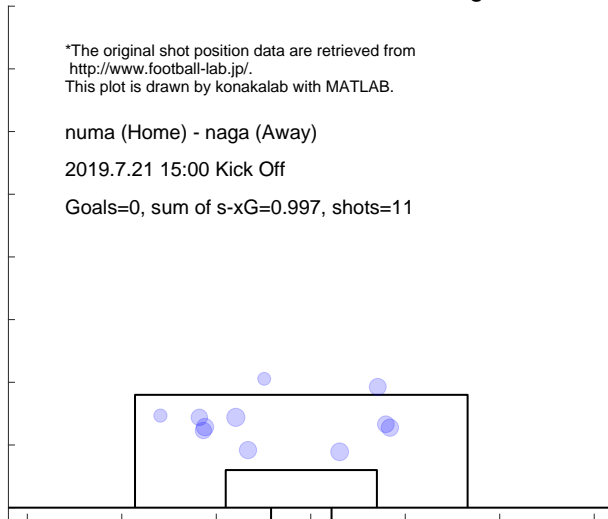 *The original shot position data are retrieved from
http://www.football-lab.jp/.
This plot is drawn by konakalab with MATLAB.
numa (Home) - naga (Away)
2019.7.21 15:00 Kick Off
Goals=0, sum of s-xG=0.997, shots=11